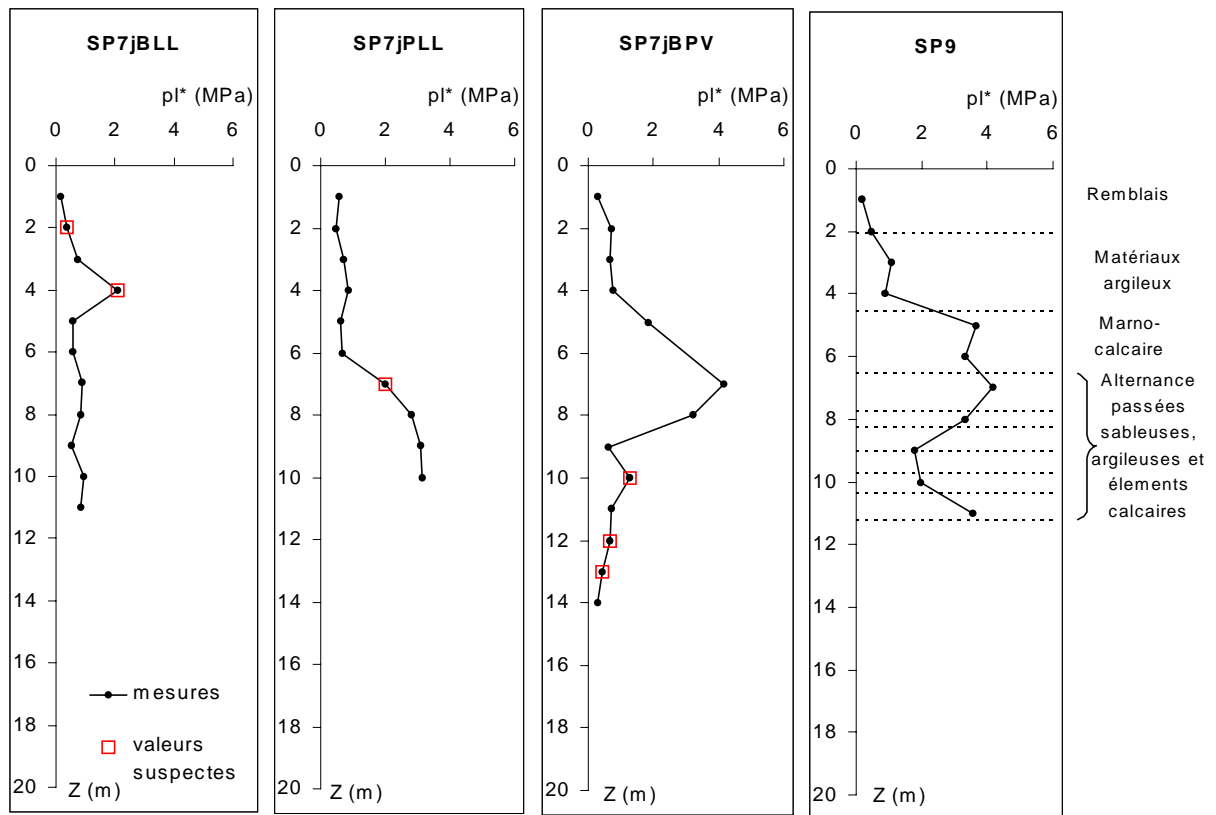 SP7jBLL
pl* (MPa)
0 2 4 6
0
2
4
6
8
10
12
14
16
18
20
mesures
valeurs
suspectes
Z (m)
SP7jPLL
pl* (MPa)
0 2 4 6
0
2
4
6
8
10
12
14
16
18
20
Z (m)
SP7jBPV
pl* (MPa)
0 2 4 6
0
2
4
6
8
10
12
14
16
18
20
Z (m)
SP9
pl* (MPa)
0 2 4 6
0
2
4
6
8
10
12
14
16
18
20
Z (m)
Remblais
Matériaux
argileux
Marno-
calcaire
Alternance
passées
sableuses,
argileuses et
élements
calcaires